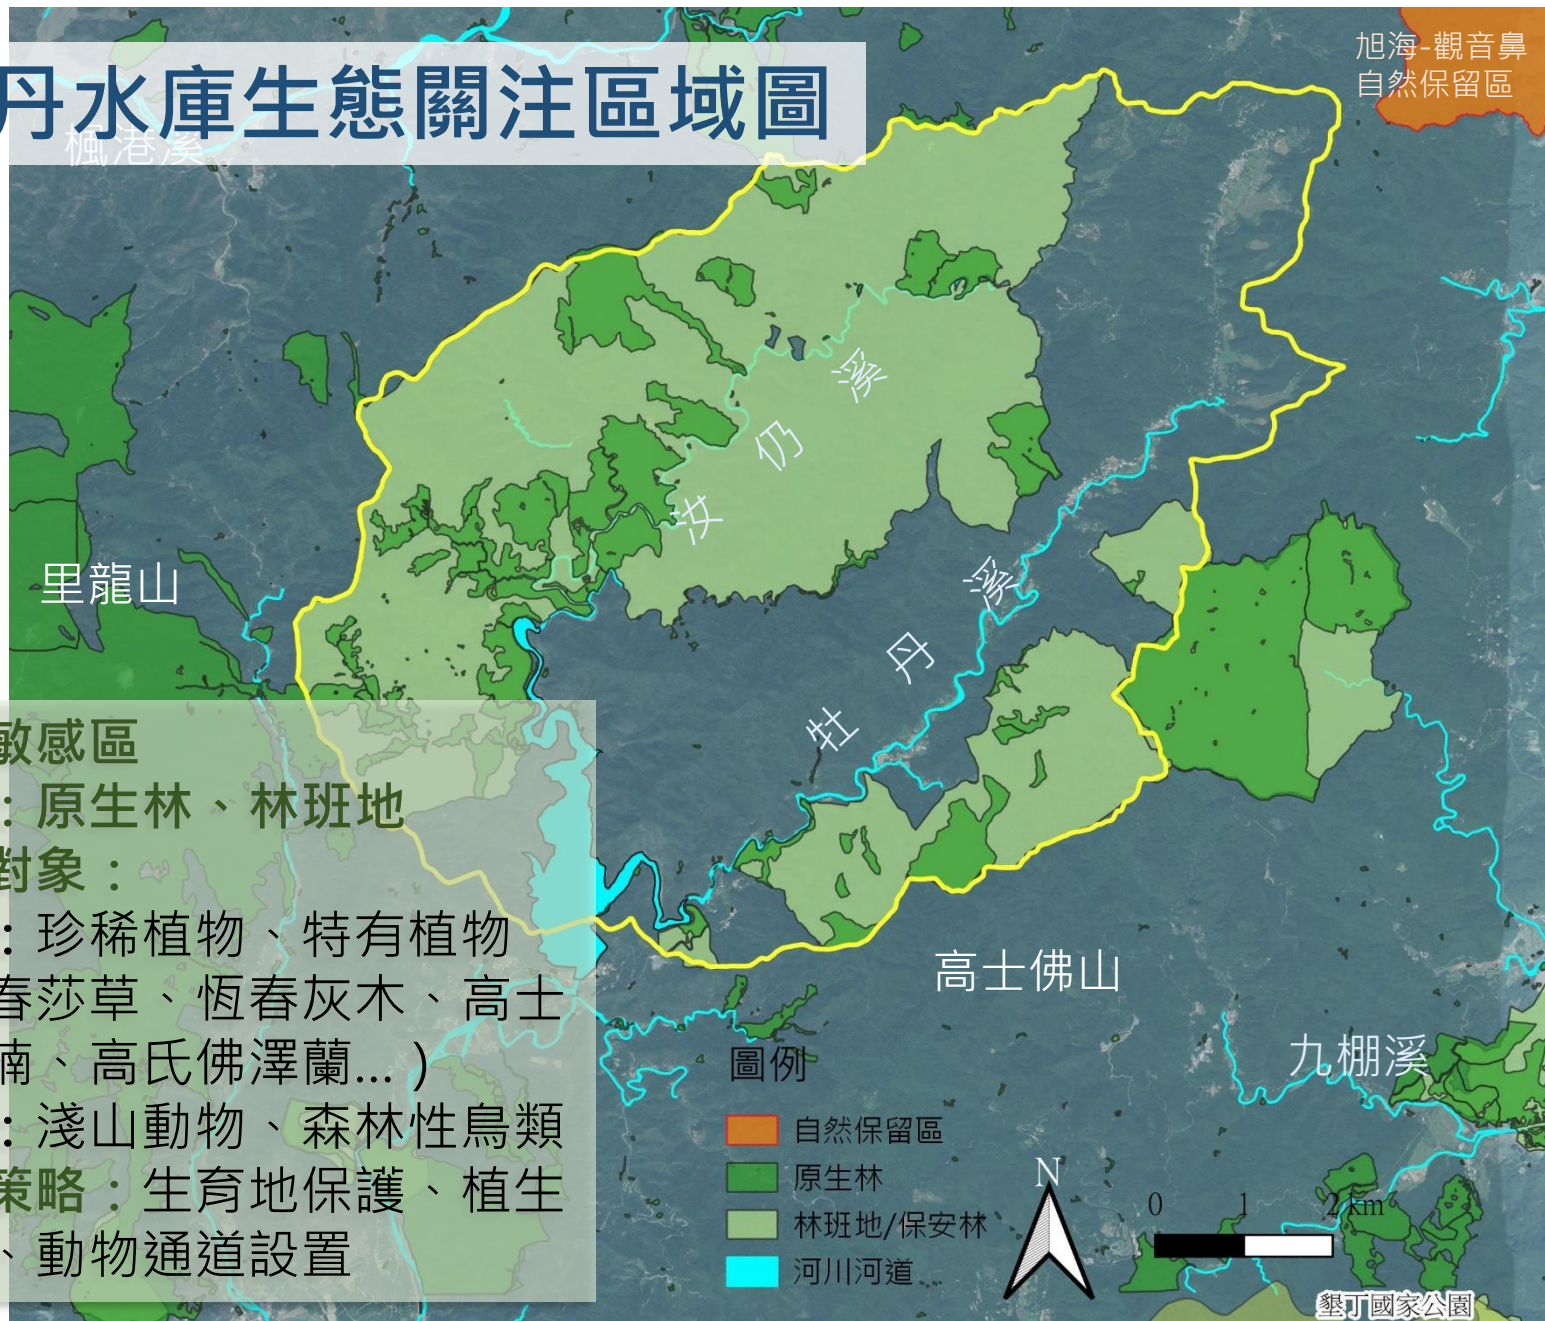 丹水庫生態關注區域圖
旭海-觀音鼻
自然保留區
楓港溪
汝仍溪
里龍山
牡丹溪
敏感區
：原生林、林班地
對象：
：珍稀植物、特有植物
春莎草、恆春灰木、高士
楠、高氏佛澤蘭...)
：淺山動物、森林性鳥類
策略：生育地保護、植生
、動物通道設置
高士佛山
九棚溪
圖例
自然保留區
原生林
林班地/保安林
河川河道
N
0 1 2 km
墾丁國家公園